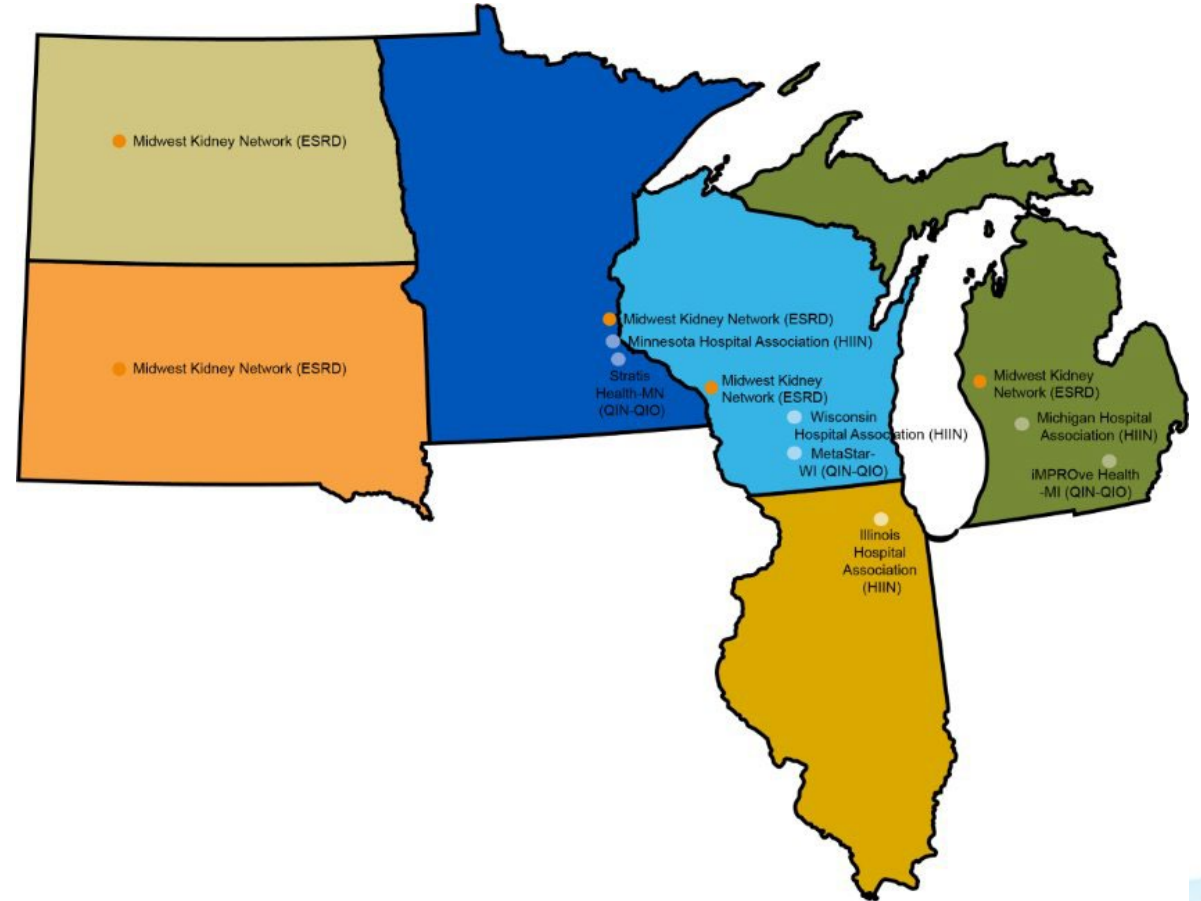 Midwest Kidney Network (ESRD)
Midwest Kidney Network (ESRD)
Midwest Kidney Network (ESRD)
Minnesota Hospital Association (HIIN)
Stratis
Health-MN
(QIN-QIO)
Midwest Kidney
Network (ESRD)
Wisconsin
Hospital Association (HIIN)
MetaStar-
WI (QIN-QIO)
Midwest Kidney
Network (ESRD)
Michigan Hospital
Association (HIIN)
iMPROve Health
-MI (QIN-QIO)
Illinois
Hospital
Association
(HIIN)